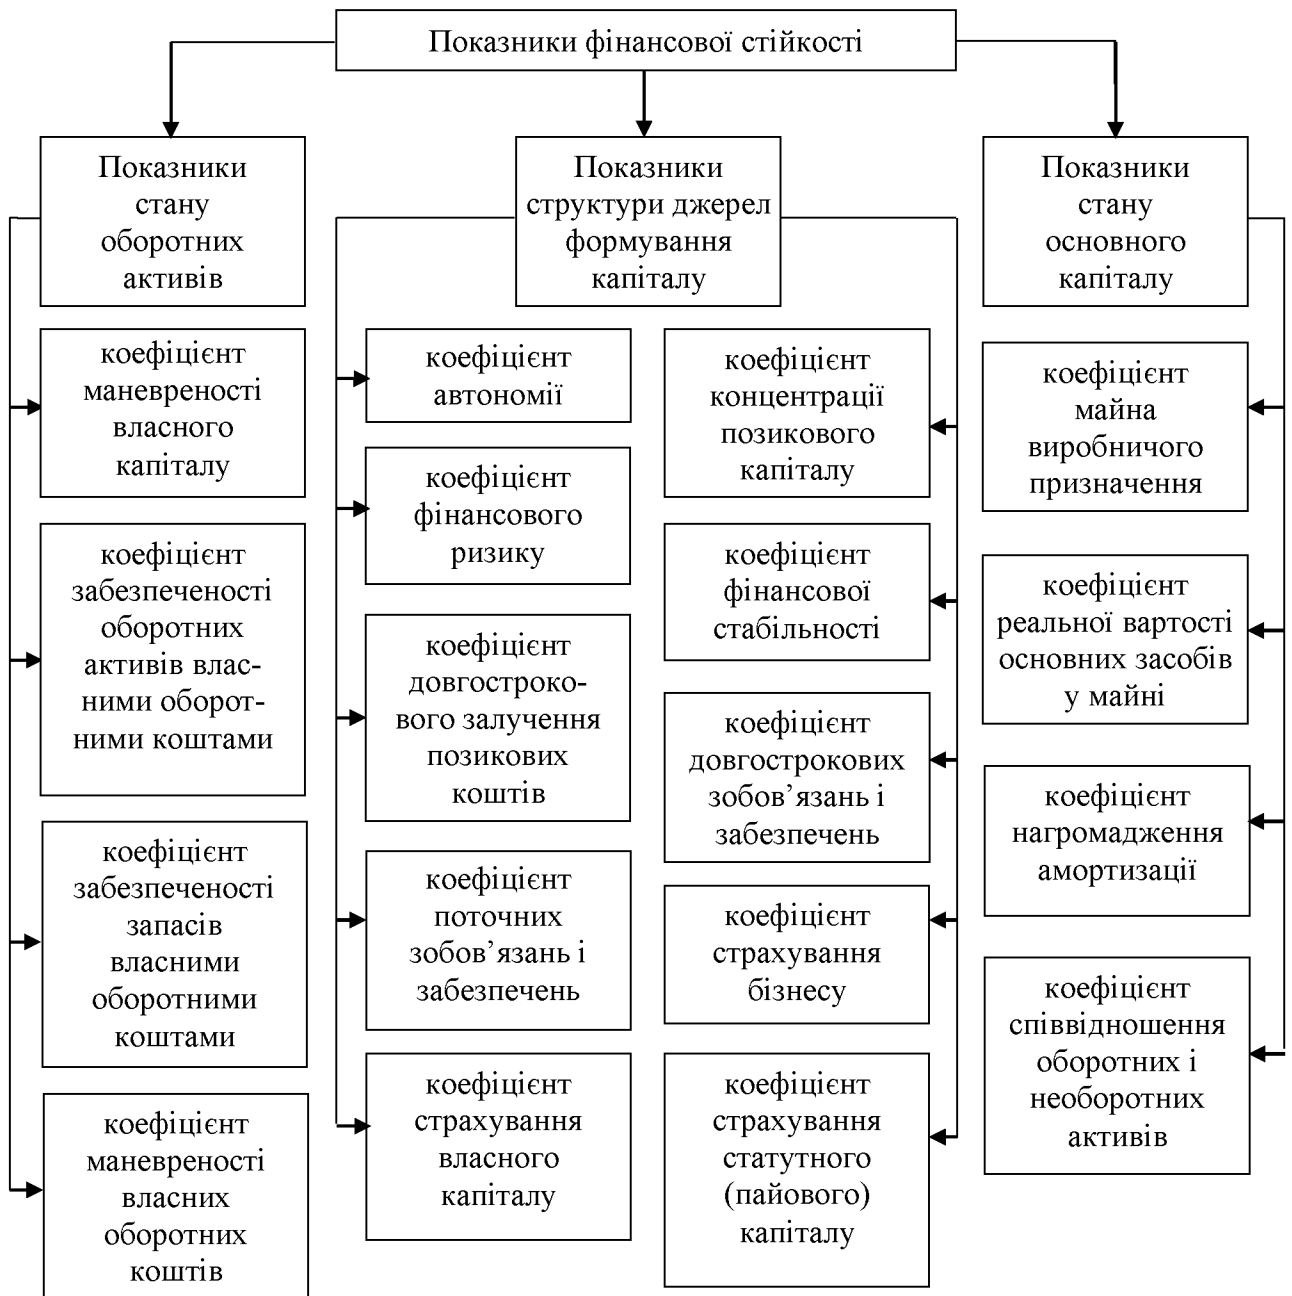 Показники фінансової стійкості
Показники
стану
оборотних
активів
Показники
структури джерел
формування
капіталу
Показники
стану
основного
капіталу
коефіцієнт
маневреності
власного
капіталу
коефіцієнт
забезпеченості
оборотних
активів влас-
ними оборот-
ними коштами
коефіцієнт
забезпеченості
запасів
власними
оборотними
коштами
коефіцієнт
маневреності
власних
оборотних
коштів
коефіцієнт
автономії
коефіцієнт
фінансового
ризику
коефіцієнт
довгостроко-
вого залучення
позикових
коштів
коефіцієнт
поточних
зобов’язань і
забезпечень
коефіцієнт
страхування
власного
капіталу
коефіцієнт
концентрації
позикового
капіталу
коефіцієнт
фінансової
стабільності
коефіцієнт
довгострокових
зобов’язань і
забезпечень
коефіцієнт
страхування
бізнесу
коефіцієнт
страхування
статутного
(пайового)
капіталу
коефіцієнт
майна
виробничого
призначення
коефіцієнт
реальної вартості
основних засобів
у майні
коефіцієнт
нагромадження
амортизації
коефіцієнт
співвідношення
оборотних і
необоротних
активів